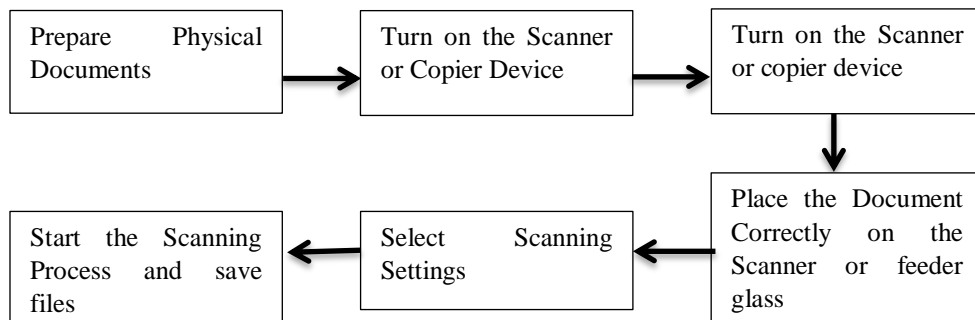 Prepare Physical
Documents
Turn on the Scanner
or Copier Device
Turn on the Scanner
or copier device
Place the Document
Correctly on the
Scanner or feeder
glass
Select Scanning
Settings
Start the Scanning
Process and save
files